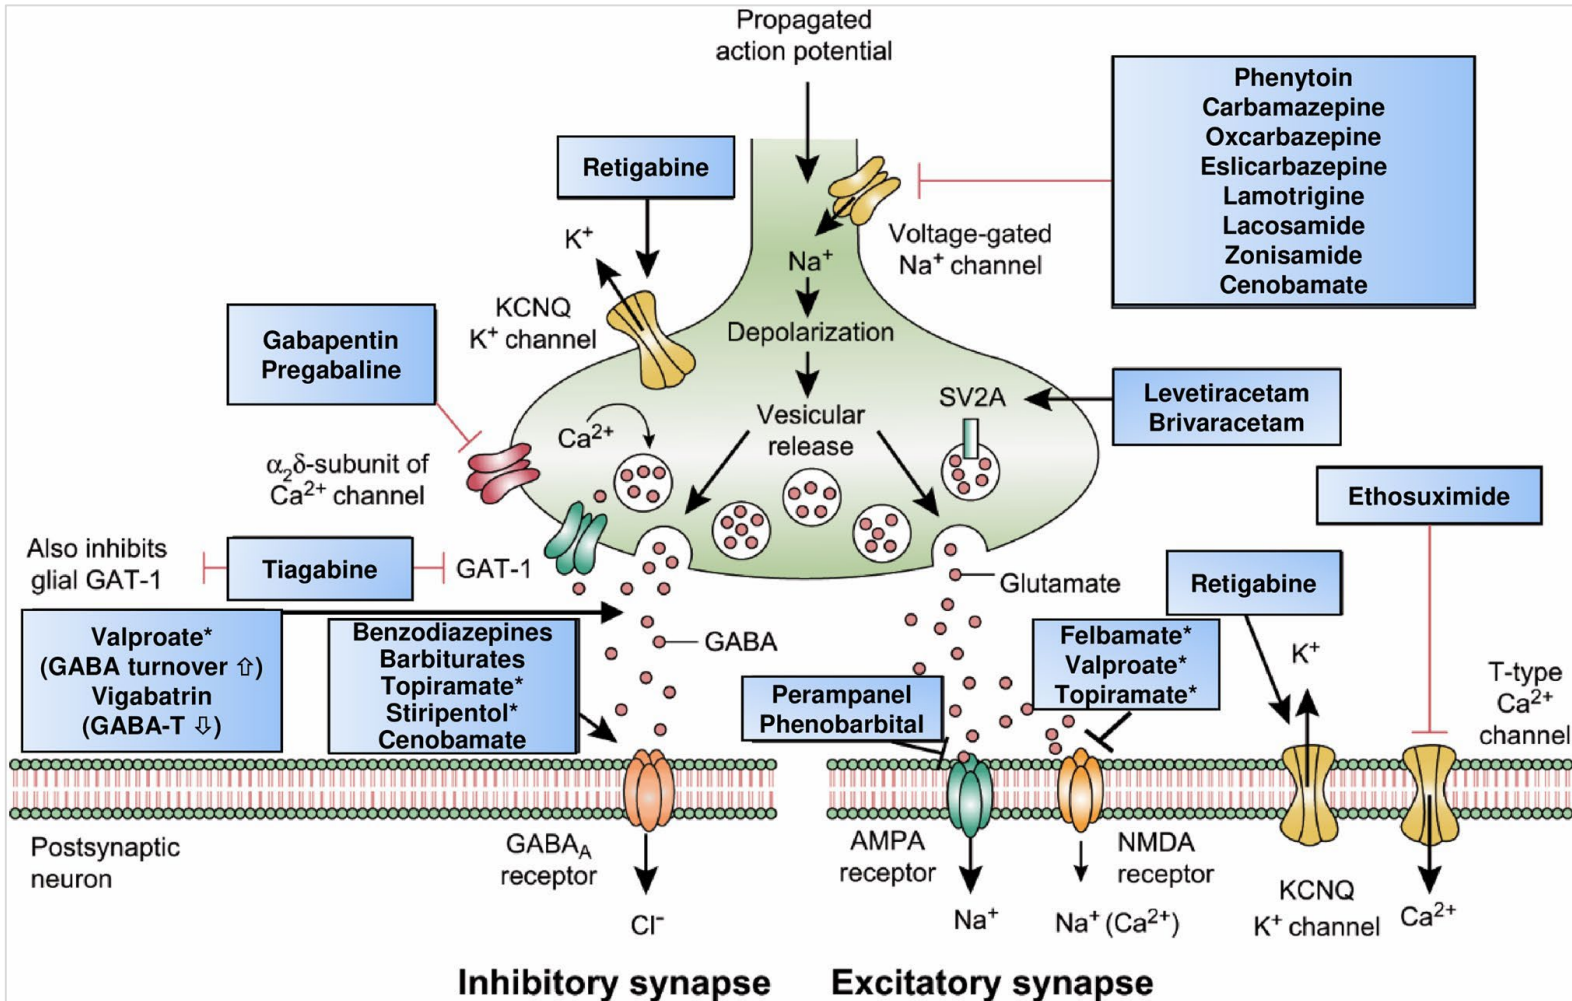 Propagated
action potential
Phenytoin
Carbamazepine
Oxcarbazepine
Eslicarbazepine
Lamotrigine
Lacosamide
Zonisamide
Cenobamate
Retigabine
K+
Voltage-gated
Na+ channel
Na+
KCNQ
K+ channel
Depolarization
Gabapentin
Pregabaline
Vesicular
release
SV2A
Levetiracetam
Brivaracetam
Ca2+
α2δ-subunit of
Ca2+ channel
Ethosuximide
Also inhibits
glial GAT-1
Tiagabine
GAT-1
Glutamate
Retigabine
Valproate*
(GABA turnover ⇧)
Vigabatrin
(GABA-T ⇩)
Benzodiazepines
Barbiturates
Topiramate*
Stiripentol*
Cenobamate
GABA
Perampanel
Phenobarbital
Felbamate*
Valproate*
Topiramate*
K+
T-type
Ca2+
channel
Postsynaptic
neuron
GABAA
receptor
Cl−
AMPA
receptor
Na+
NMDA
receptor
Na+ (Ca2+)
KCNQ
K+ channel
Ca2+
Inhibitory synapse
Excitatory synapse